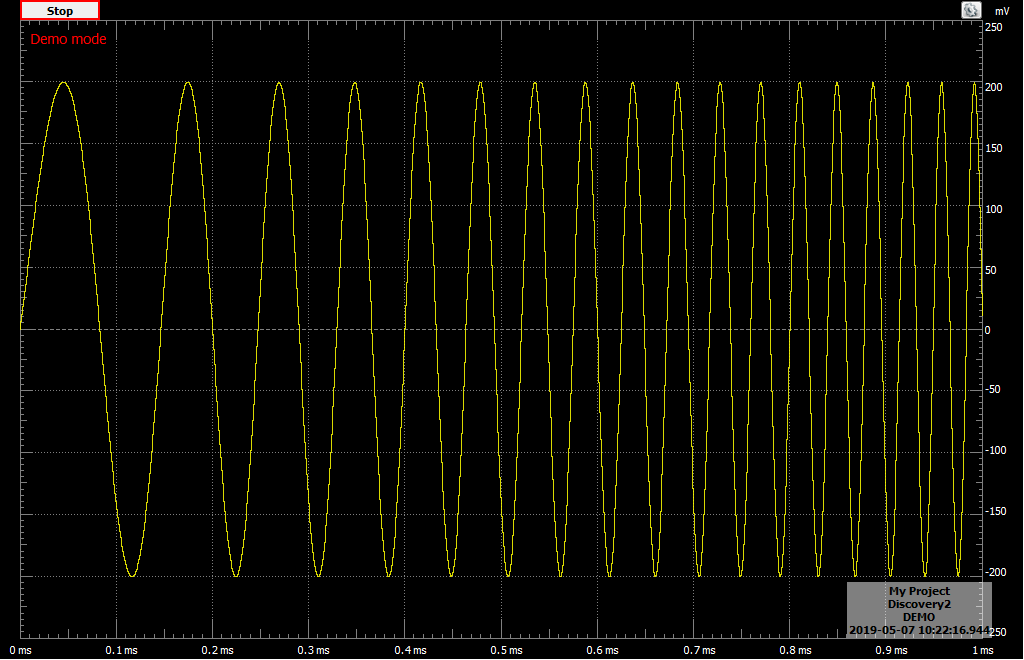 Stop
mV
Demo mode
250
200
150
100
50
0
-50
-100
-150
-200
My Project
Discovery2
DEMO
2019-05-07 10:22:16.944
-250
0 ms 0.1 ms 0.2 ms 0.3 ms 0.4 ms 0.5 ms 0.6 ms 0.7 ms 0.8 ms 0.9 ms 1 ms